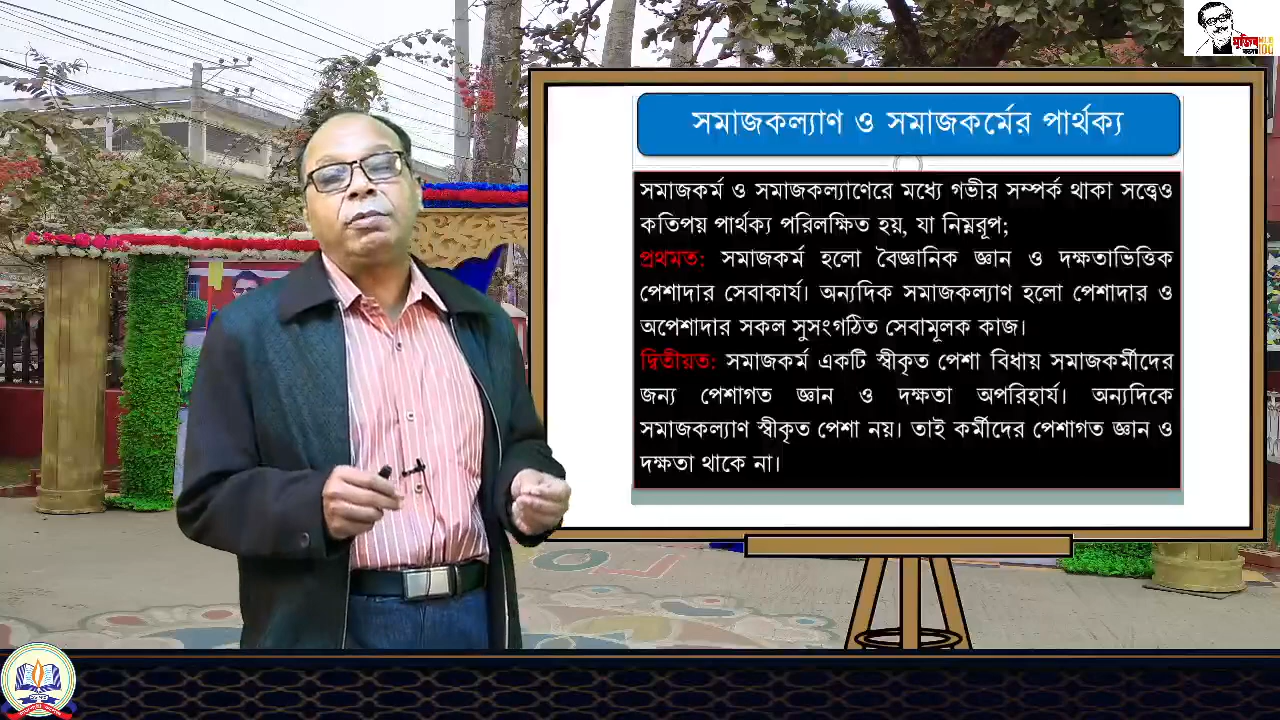 সমাজকল্যাণ ও সমাজকর্মের পার্থক্য
সমাজকর্ম ও সমাজকল্যাণেরে মধ্যে গভীর সম্পর্ক থাকা সত্ত্বেও
কতিপয় পার্থক্য পরিলক্ষিত হয়, যা নিম্নরূপ;
প্রথমত: সমাজকর্ম হলো বৈজ্ঞানিক জ্ঞান ও দক্ষতাভিত্তিক
পেশাদার সেবাকার্য। অন্যদিক সমাজকল্যাণ হলো পেশাদার ও
অপেশাদার সকল সুসংগঠিত সেবামূলক কাজ।
দ্বিতীয়ত: সমাজকর্ম একটি স্বীকৃত পেশা বিধায় সমাজকর্মীদের
জন্য পেশাগত জ্ঞান ও দক্ষতা অপরিহার্য। অন্যদিকে
সমাজকল্যাণ স্বীকৃত পেশা নয়। তাই কর্মীদের পেশাগত জ্ঞান ও
দক্ষতা থাকে না।